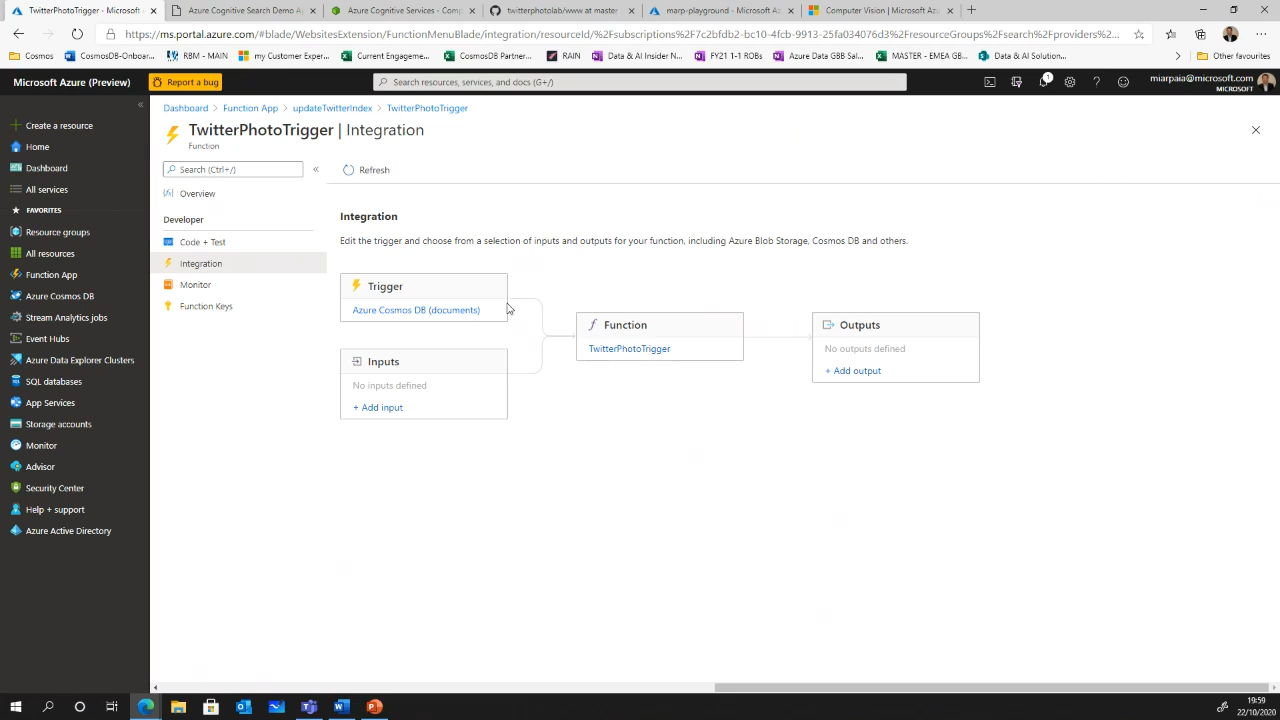 TwitterPhotoTrigger - Microsoft A
Azure Cognitive Search Demo Ap
Azure Cognitive Services - Comp
twitterphotolab/www at master
marp-playground - Microsoft Az
Computer Vision | Microsoft Az
https://ms.portal.azure.com/#blade/WebsitesExtension/FunctionMenuBlade/integration/resourceId/%2Fsubscriptions%2F7c2bfdb2-bc10-4fcb-9913-25fa034076d3%2FresourceGroups%2Fsearch%2Fproviders%2...
Cosmos
CosmosDB-Onboar...
RBM - MAIN
my Customer Exper...
Current Engagemen...
CosmosDB Partner...
RAIN
Data & AI Insider N...
FY21 1-1 ROBs
Data & AI Solution...
MASTER - EMEA GB...
Data & AI Solution...
Other favourites
Microsoft Azure (Preview)
Report a bug
Search resources, services, and docs (G+/)
1
miarpaia@microsoft.com
MICROSOFT
Create a resource
Home
Dashboard
All services
FAVORITES
Resource groups
All resources
Function App
Azure Cosmos DB
Stream Analytics jobs
Event Hubs
Azure Data Explorer Clusters
SQL databases
App Services
Storage accounts
Monitor
Advisor
Security Center
Help + support
Azure Active Directory
Dashboard > Function App > updateTwitterIndex > TwitterPhotoTrigger
TwitterPhotoTrigger | Integration
Function
Search (Ctrl+/)
Overview
Developer
Code + Test
Integration
Monitor
Function Keys
Refresh
Integration
Edit the trigger and choose from a selection of inputs and outputs for your function, including Azure Blob Storage, Cosmos DB and others.
Trigger
Azure Cosmos DB (documents)
Inputs
No inputs defined
+ Add input
Function
TwitterPhotoTrigger
Outputs
No outputs defined
+ Add output
19:59
22/10/2020